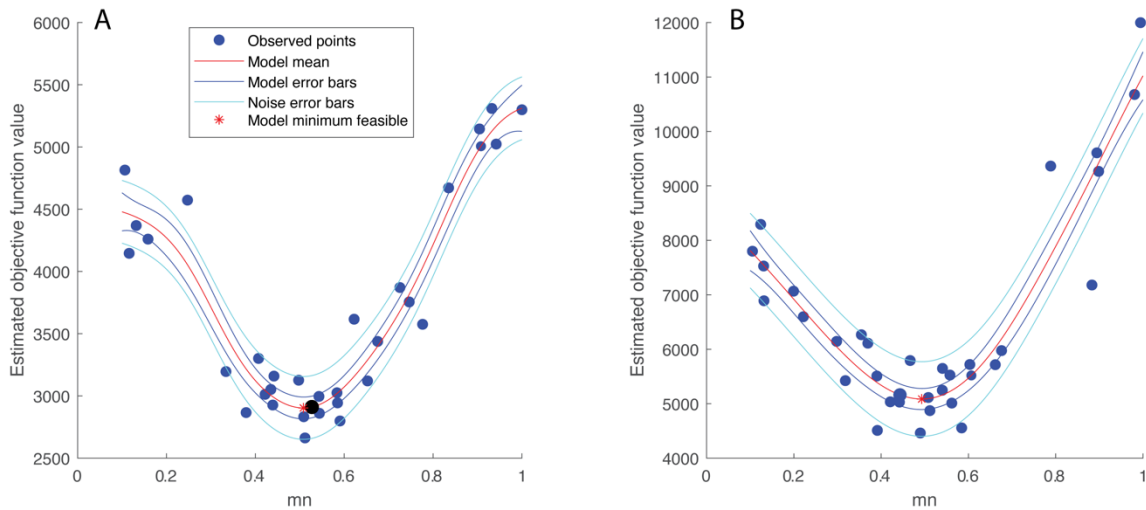 A
6000
5500
5000
4500
4000
3500
3000
2500
Estimated objective function value
Observed points
Model mean
Model error bars
Noise error bars
Model minimum feasible
0 0.2 0.4 0.6 0.8 1
mn
B
12000
11000
10000
9000
8000
7000
6000
5000
4000
Estimated objective function value
0 0.2 0.4 0.6 0.8 1
mn